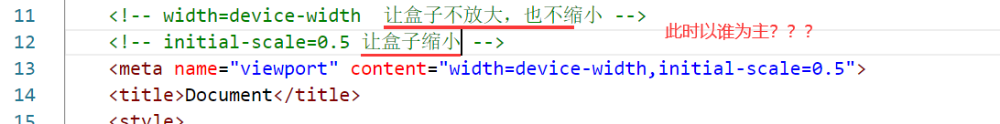 11 <!-- width=device-width  让盒子不放大，也不缩小 -->
此时以谁为主？？？
12 <!-- initial-scale=0.5 让盒子缩小 -->
13 <meta name="viewport" content="width=device-width,initial-scale=0.5">
14 <title>Document</title>
15 <style>